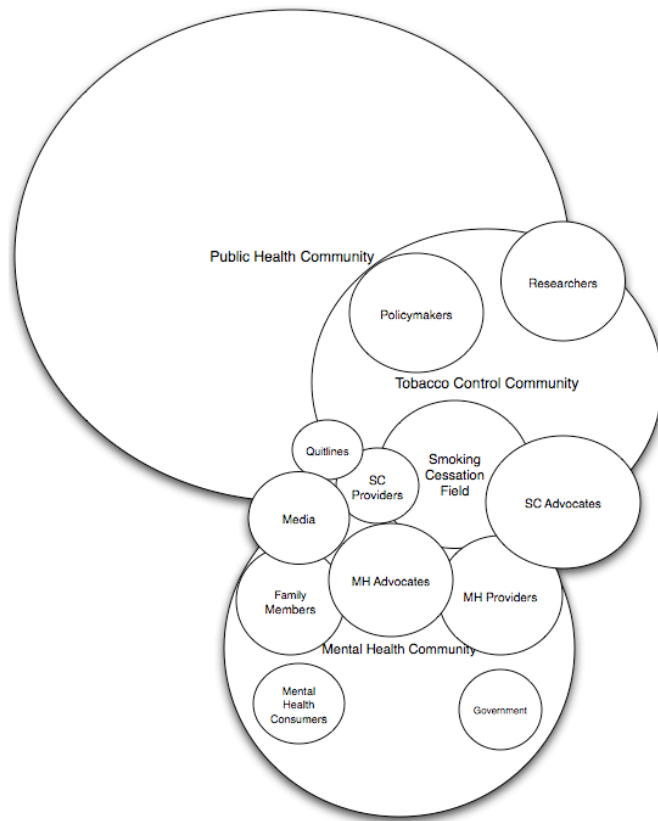 Public Health Community
Researchers
Policymakers
Tobacco Control Community
Quitlines
Smoking
Cessation
Field
SC
Providers
SC Advocates
Media
MH Advocates
Family
Members
MH Providers
Mental Health Community
Mental
Health
Consumers
Government